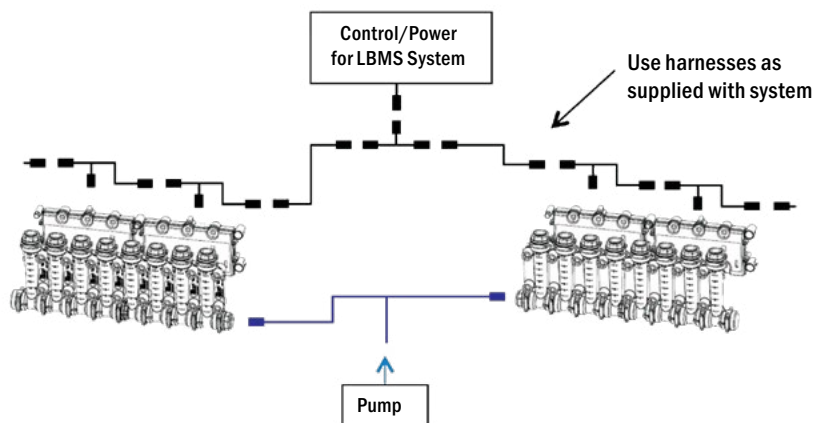 Control/Power
for LBMS System
Use harnesses as
supplied with system
Pump